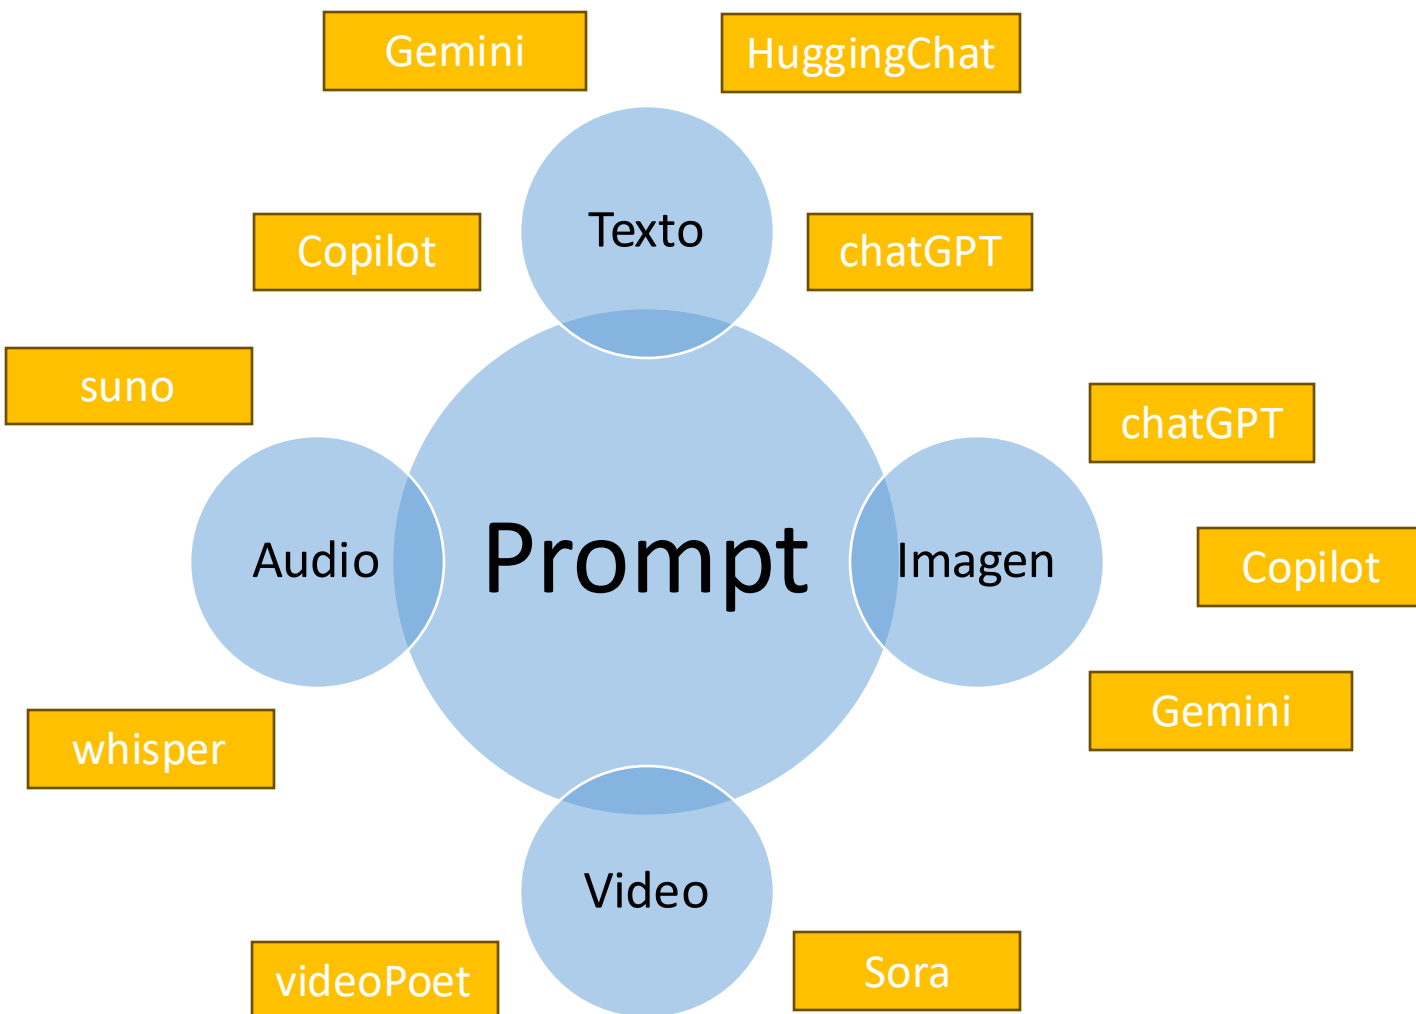 Gemini
HuggingChat
Texto
Copilot
chatGPT
suno
chatGPT
Audio
Prompt
Imagen
Copilot
Gemini
whisper
Video
videoPoet
Sora